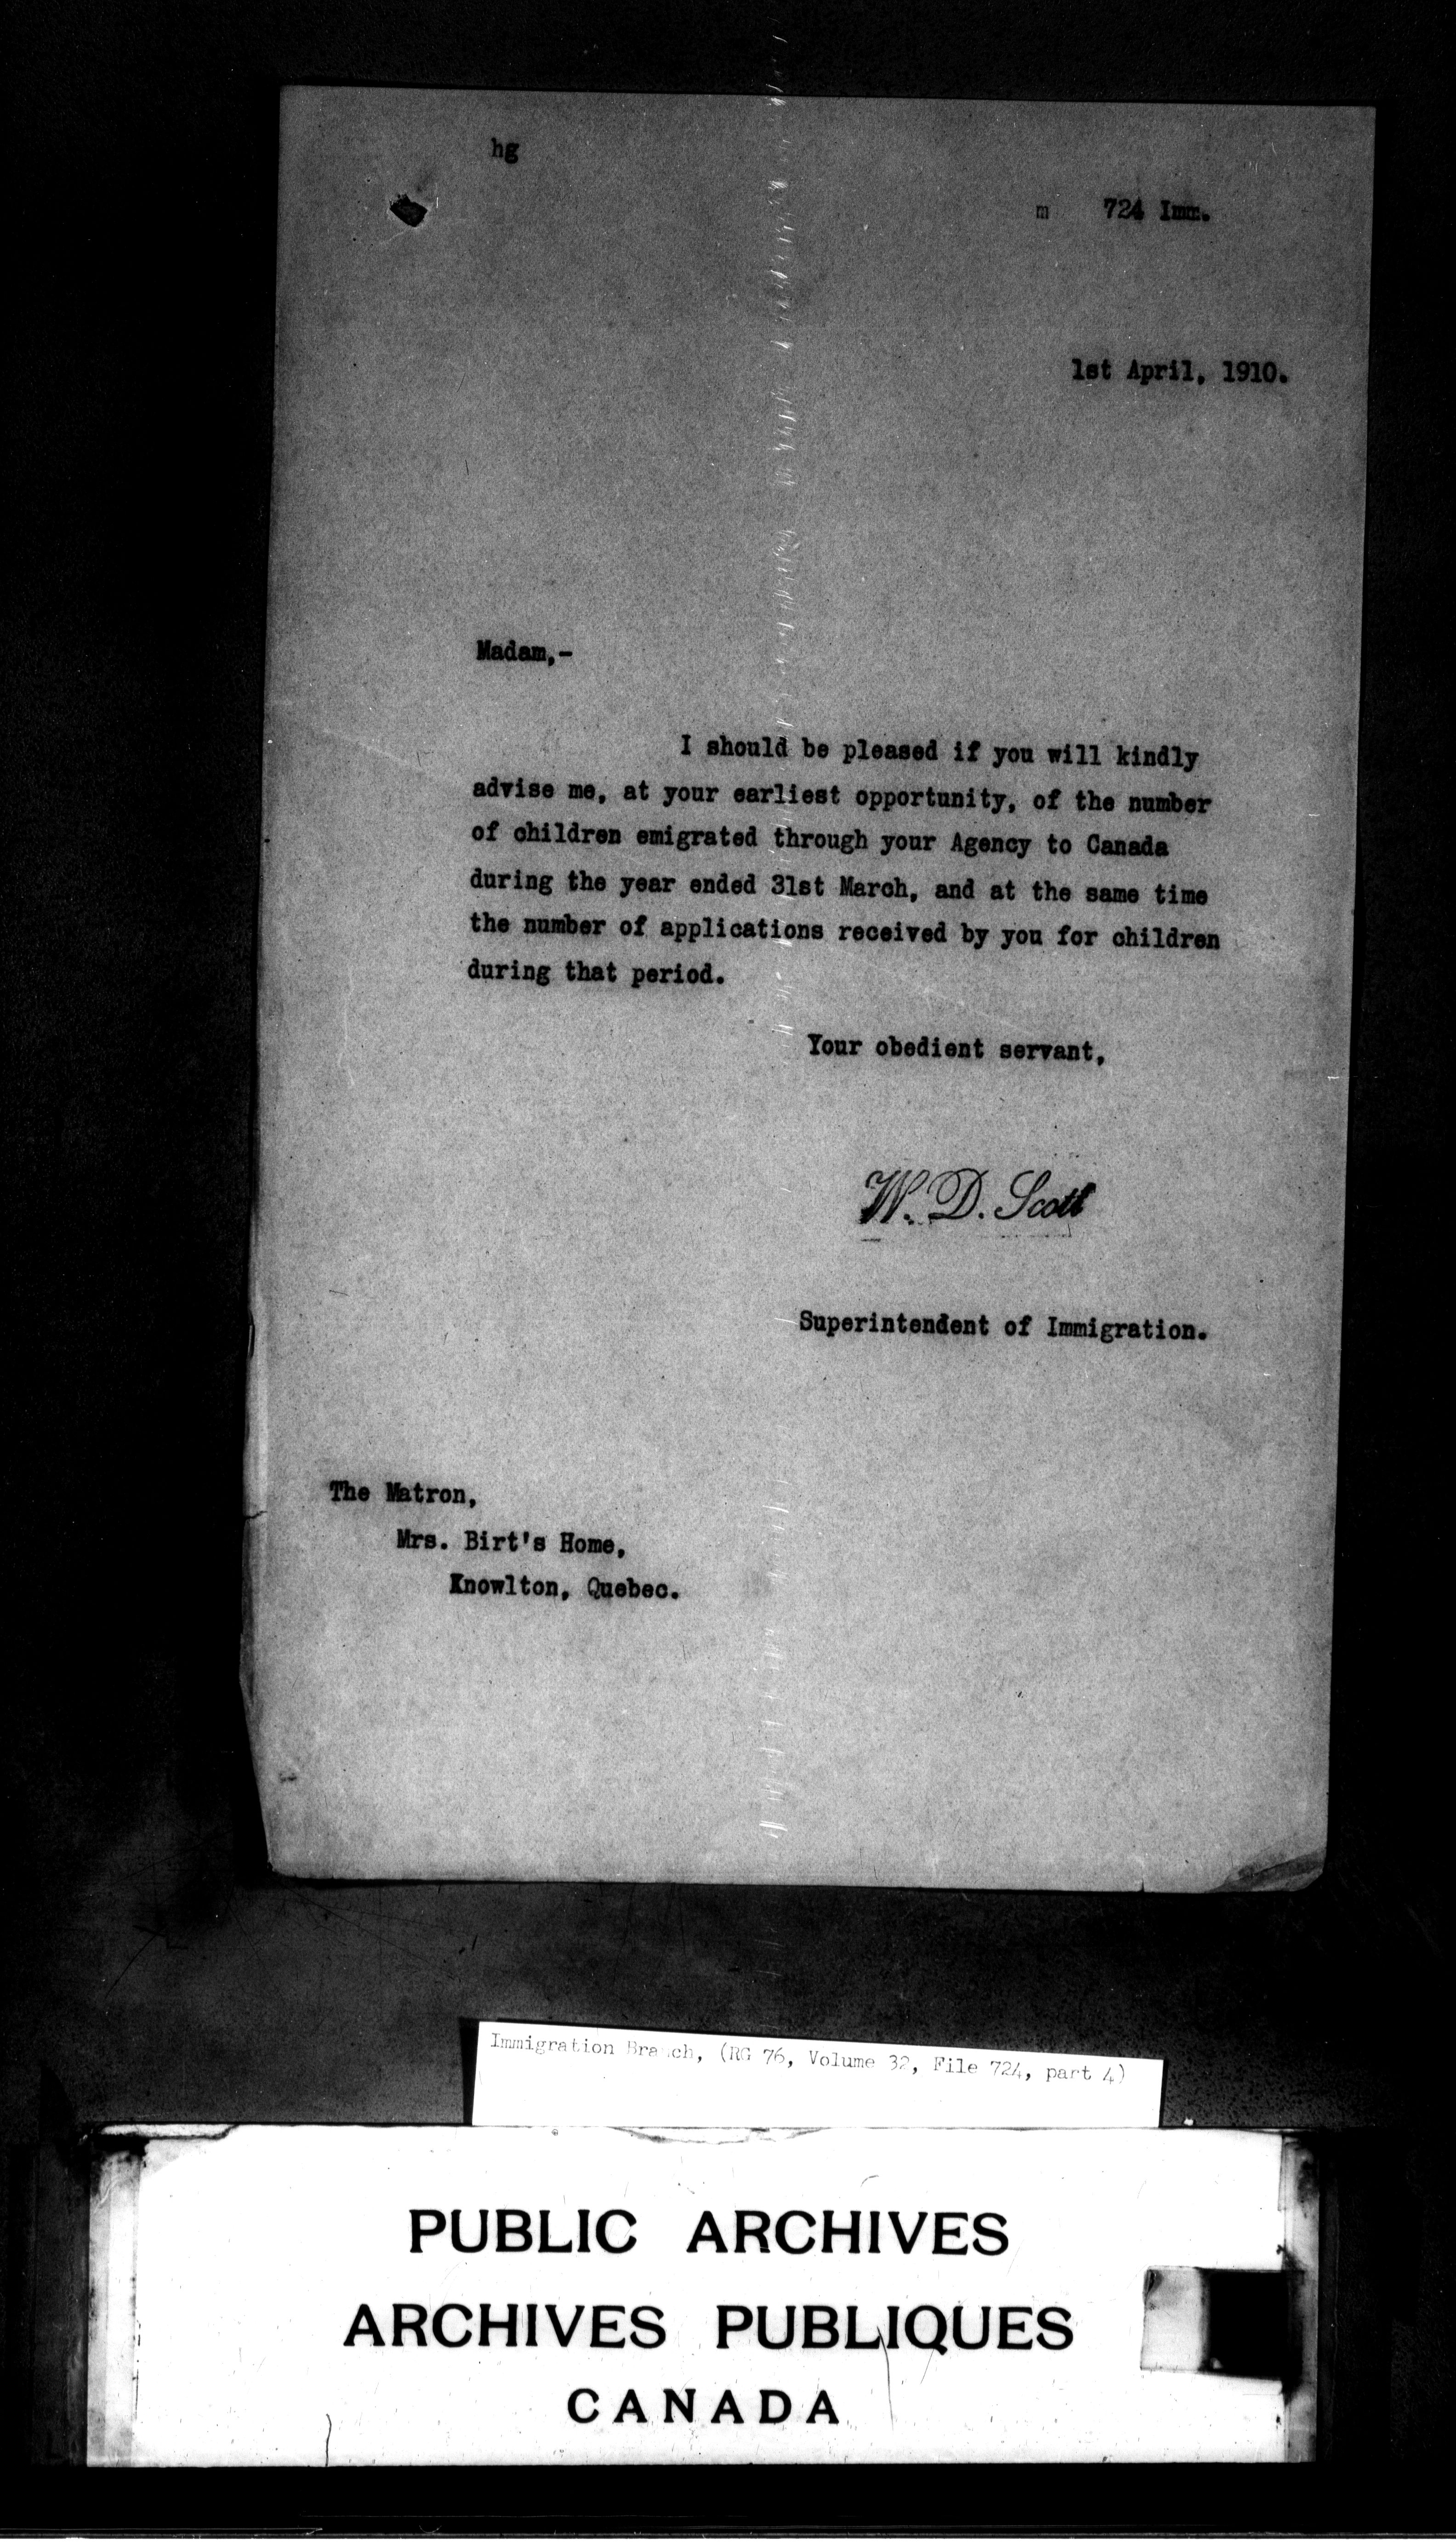 hg
m 724 Imm.
1st April, 1910.
Madam,-
I should be pleased if you will kindly
advise me, at your earliest opportunity, of the number
of children emigrated through your Agency to Canada
during the year ended 31st March, and at the same time
the number of applications received by you for children
during that period.
Your obedient servant,
W. D. Scott
Superintendent of Immigration.
The Matron,
Mrs. Birt's Home,
Knowlton, Quebec.
Immigration Branch, (RG 76, Volume 32, File 724, part 4)
PUBLIC ARCHIVES
ARCHIVES PUBLIQUES
CANADA